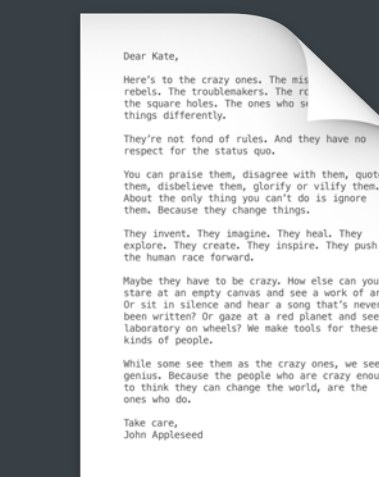 Dear Kate,
Here's to the crazy ones. The
rebels. The troublemakers. The
the square holes. The ones who
things differently.
They're not fond of rules. And they have no
respect for the status quo.
You can praise them, disagree with them, quote
them, disbelieve them, glorify or vilify them.
About the only thing you can't do is ignore
them. Because they change things.
They invent. They imagine. They heal. They
explore. They create. They inspire. They push
the human race forward.
Maybe they have to be crazy. How else can you
stare at an empty canvas and see a work of
Or sit in silence and hear a song that's never
been written? Or gaze at a red planet and see
laboratory on wheels? We make tools for these
kinds of people.
While some see them as the crazy ones, we see
genius. Because the people who are crazy
to think they can change the world, are the
ones who do.
Take care,
John Appleseed